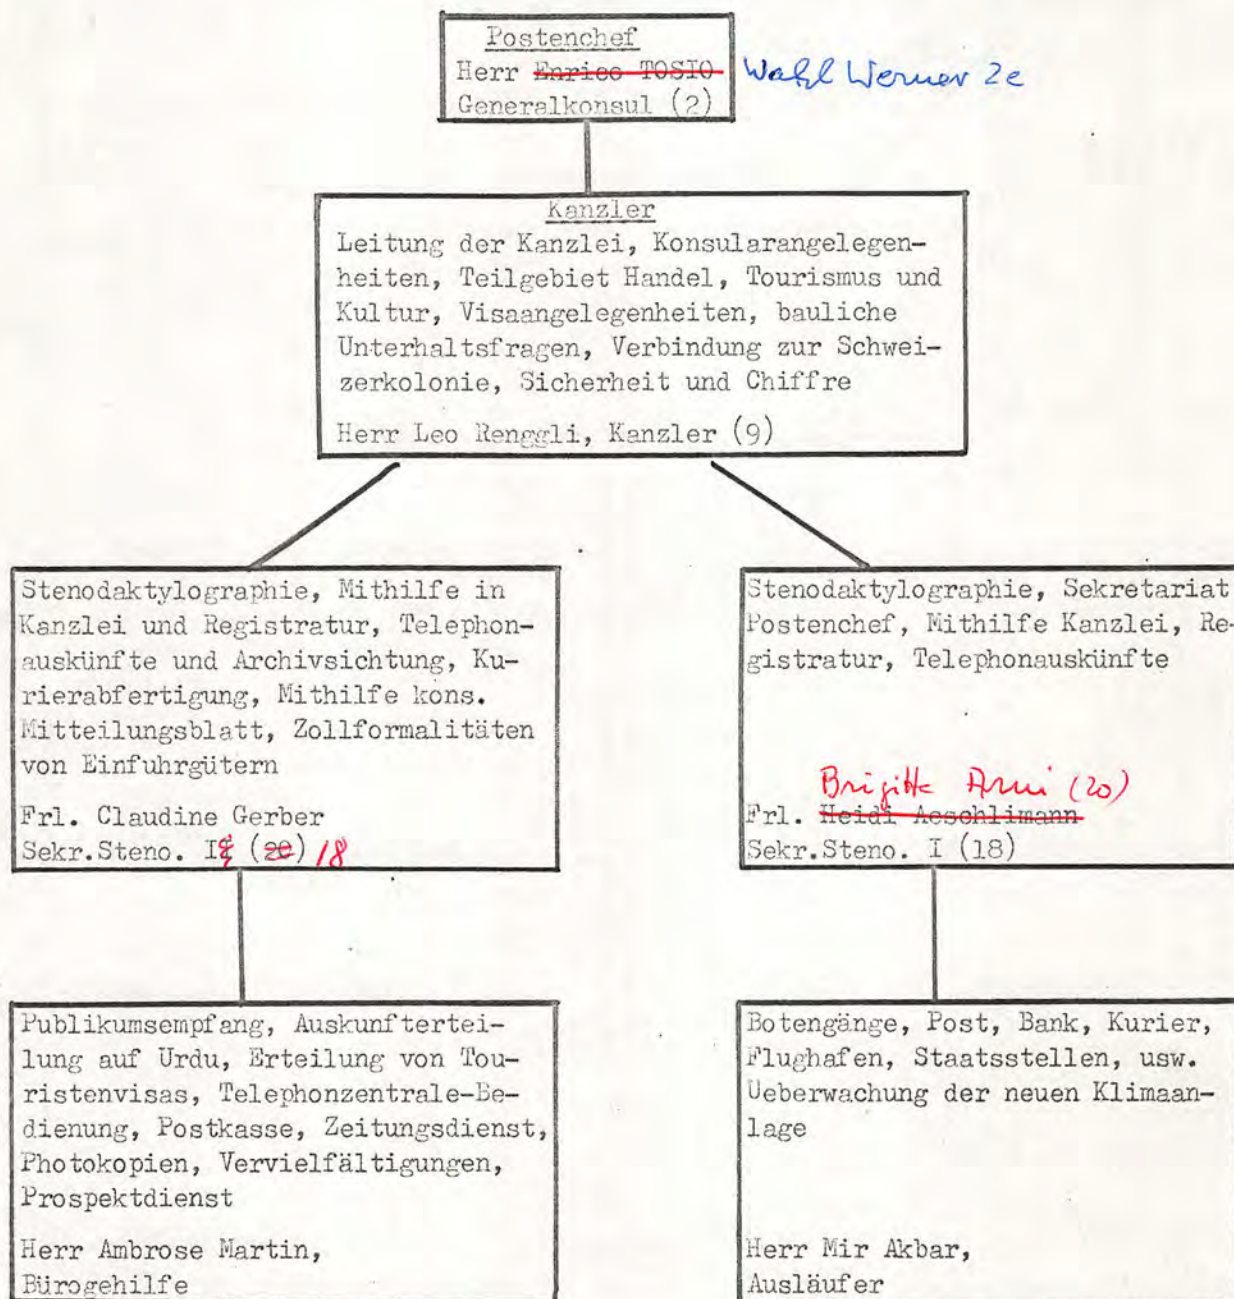 Postenchef
Herr Enrico TOSIO Wahl Werner 2e
Generalkonsul (2)
Kanzler
Leitung der Kanzlei, Konsularangelegen-
heiten, Teilgebiet Handel, Tourismus und
Kultur, Visaangelegenheiten, bauliche
Unterhaltsfragen, Verbindung zur Schwei-
zerkolonie, Sicherheit und Chiffre
Herr Leo Renggli, Kanzler (9)
Stenodaktylographie, Mithilfe in
Kanzlei und Registratur, Telephon-
auskünfte und Archivsichtung, Ku-
rierabfertigung, Mithilfe kons.
Mitteilungsblatt, Zollformalitäten
von Einfuhrgütern
Frl. Claudine Gerber
Sekr.Steno. I (20) 18
Stenodaktylographie, Sekretariat
Postenchef, Mithilfe Kanzlei, Re-
gistratur, Telephonauskünfte
Brigitte Arni (20)
Frl. Heidi Aeschlimann
Sekr.Steno. I (18)
Publikumsempfang, Auskunfterteilung
lung auf Urdu, Erteilung von Tou-
ristenvisas, Telephonzentrale-Be-
dienung, Postkasse, Zeitungsdienst,
Photokopien, Vervielfältigungen,
Prospektdienst
Herr Ambrose Martin,
Bürogehilfe
Botengänge, Post, Bank, Kurier,
Flughafen, Staatsstellen, usw.
Ueberwachung der neuen Klimaan-
lage
Herr Mir Akbar,
Ausläufer